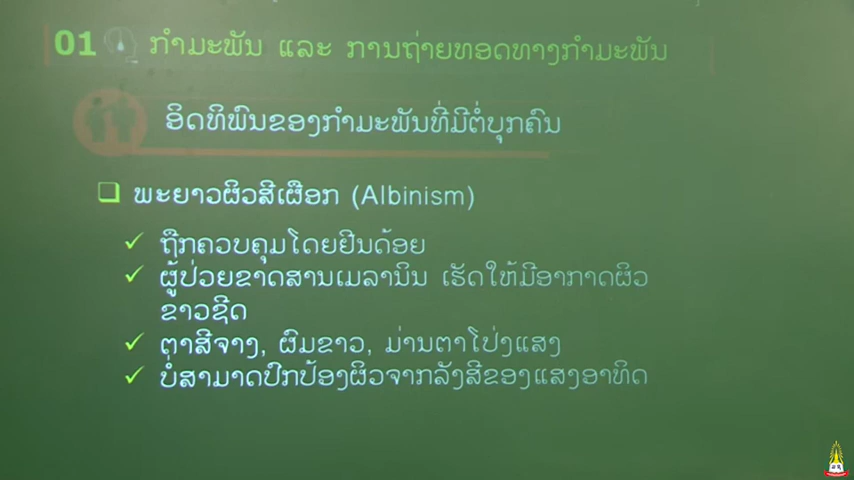 01 ກຳມະພັນ ແລະ ການຖ່າຍທອດທາງກຳມະພັນ
ອິດທິພົນຂອງກຳມະພັນທີ່ມີຕໍ່ບຸກຄົນ
❑ ພະຍາວຜິວສີເຜືອກ (Albinism)
✓ ຖືກຄວບຄຸມໂດຍຢີນດ້ອຍ
✓ ຜູ້ປ່ວຍຂາດສານເມລານິນ ເຮັດໃຫ້ມີອາກາດຜິວ
ຂາວຊີດ
✓ ຕາສີຈາງ, ຜົມຂາວ, ມ່ານຕາໂປ່ງແສງ
✓ ບໍ່ສາມາດປົກປ້ອງຜິວຈາກລັງສີຂອງແສງອາທິດ